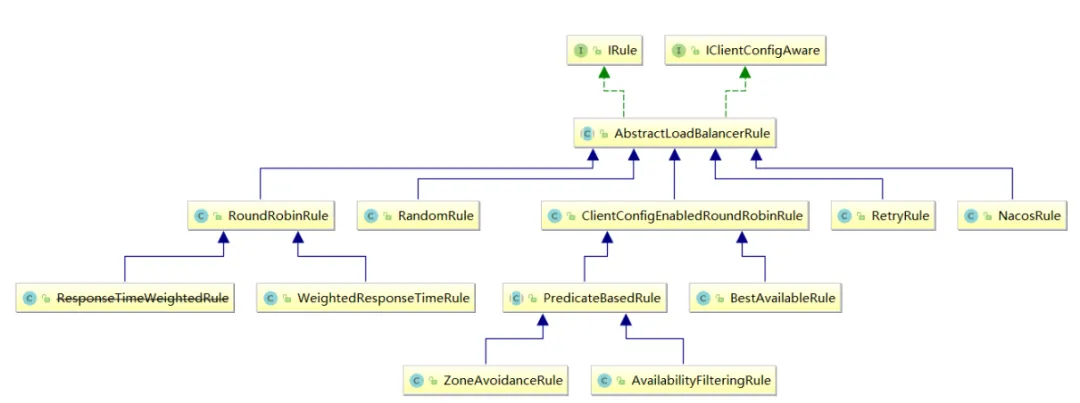 I IRule
I IClientConfigAware
C AbstractLoadBalancerRule
C RoundRobinRule
C RandomRule
C ClientConfigEnabledRoundRobinRule
C RetryRule
C NacosRule
C ResponseTimeWeightedRule
C WeightedResponseTimeRule
C PredicateBasedRule
C BestAvailableRule
C ZoneAvoidanceRule
C AvailabilityFilteringRule